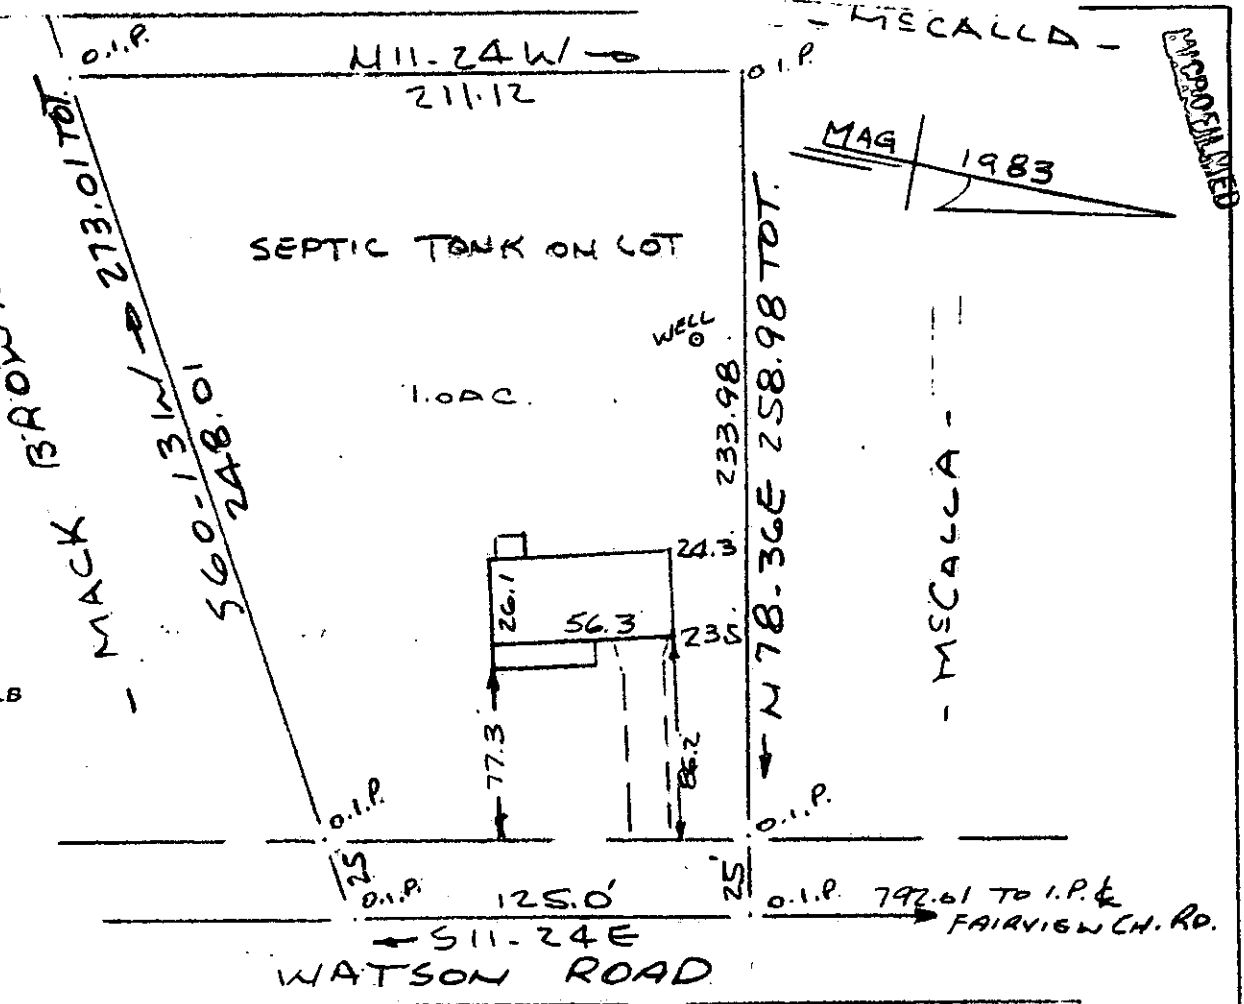 - MCCALLA -
O.I.P.
N11-24W
O I.P.
211.12
MICROFILMED
MAG 1983
273.01 TOT.
SEPTIC TANK ON LOT
WELL
1.0 AC.
- MACK
S60-13W
248.01
233.98
N78-36E 258.98 TOT.
- MCCALLA -
24.3
26.1
56.3
23.5
77.3
86.2
O.I.P.
O.I.P.
25
25'
O.I.P.
125.0'
O.I.P.
792.61 TO I.P. &
FAIRVIEW CH. RD.
S11-24E
WATSON ROAD